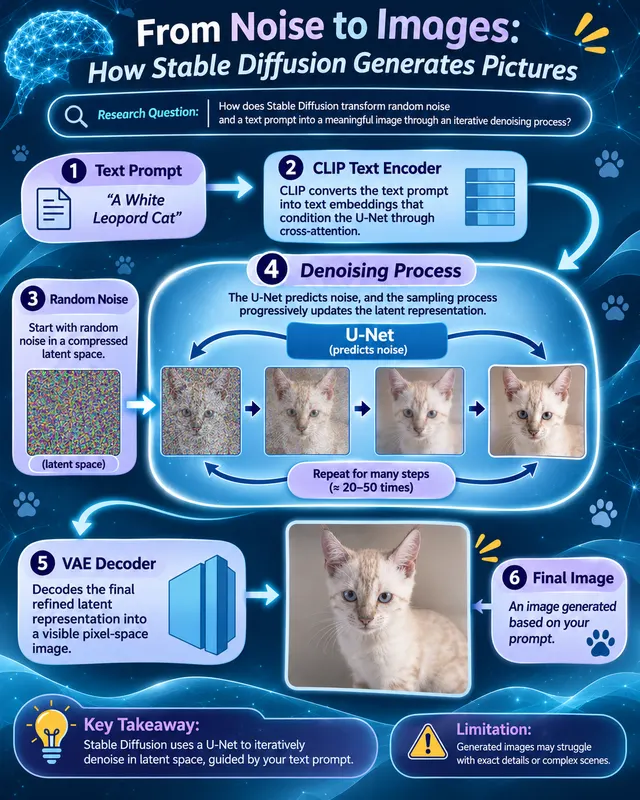 From Noise to Images:
How Stable Diffusion Generates Pictures
Research Question:
How does Stable Diffusion transform random noise
and a text prompt into a meaningful image through an iterative denoising process?
1 Text Prompt
“A White
Leopord Cat”
2 CLIP Text Encoder
CLIP converts the text prompt
into text embeddings that
condition the U-Net through
cross-attention.
3 Random Noise
Start with random
noise in a compressed
latent space.
(latent space)
4 Denoising Process
The U-Net predicts noise, and the sampling process
progressively updates the latent representation.
U-Net
(predicts noise)
Repeat for many steps
(≈ 20–50 times)
5 VAE Decoder
Decodes the final
refined latent
representation into
a visible pixel-space
image.
6 Final Image
An image generated
based on your
prompt.
Key Takeaway:
Stable Diffusion uses a U-Net to iteratively
denoise in latent space, guided by your text prompt.
Limitation:
Generated images may struggle
with exact details or complex scenes.